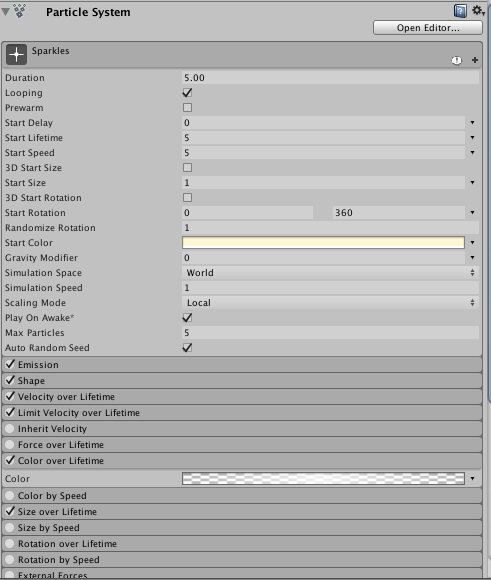 Particle System
Open Editor...
Sparkles
Duration 5.00
Looping
Prewarm
Start Delay 0
Start Lifetime 5
Start Speed 5
3D Start Size
Start Size 1
3D Start Rotation
Start Rotation 0 360
Randomize Rotation 1
Start Color
Gravity Modifier 0
Simulation Space World
Simulation Speed 1
Scaling Mode Local
Play On Awake*
Max Particles 5
Auto Random Seed
Emission
Shape
Velocity over Lifetime
Limit Velocity over Lifetime
Inherit Velocity
Force over Lifetime
Color over Lifetime
Color
Color by Speed
Size over Lifetime
Size by Speed
Rotation over Lifetime
Rotation by Speed
External Forces